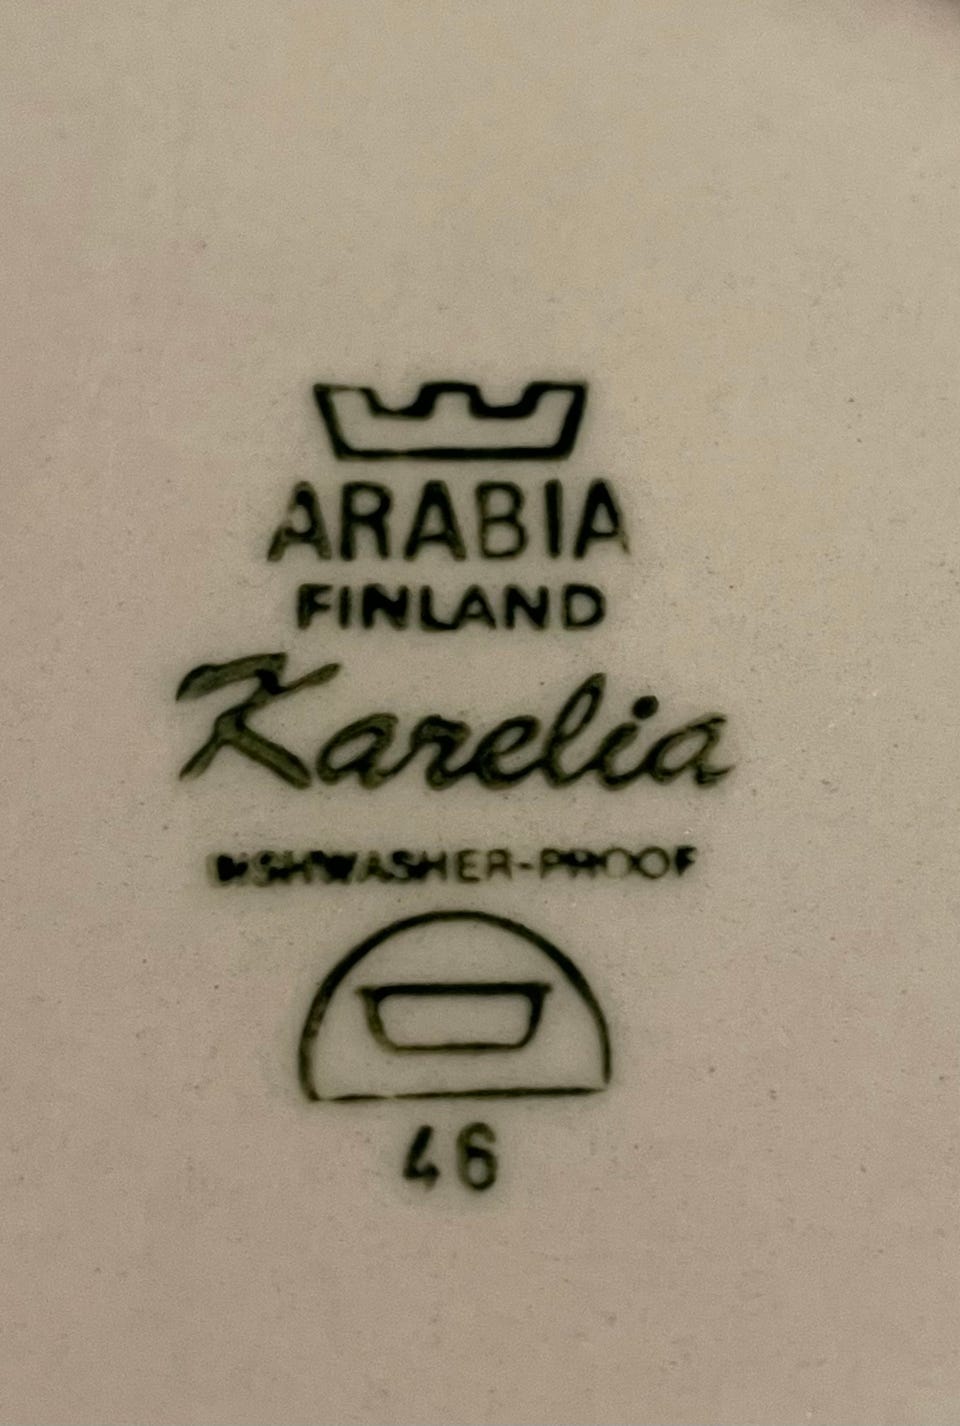 ARABIA
FINLAND
Karelia
DISHWASHER-PROOF
46